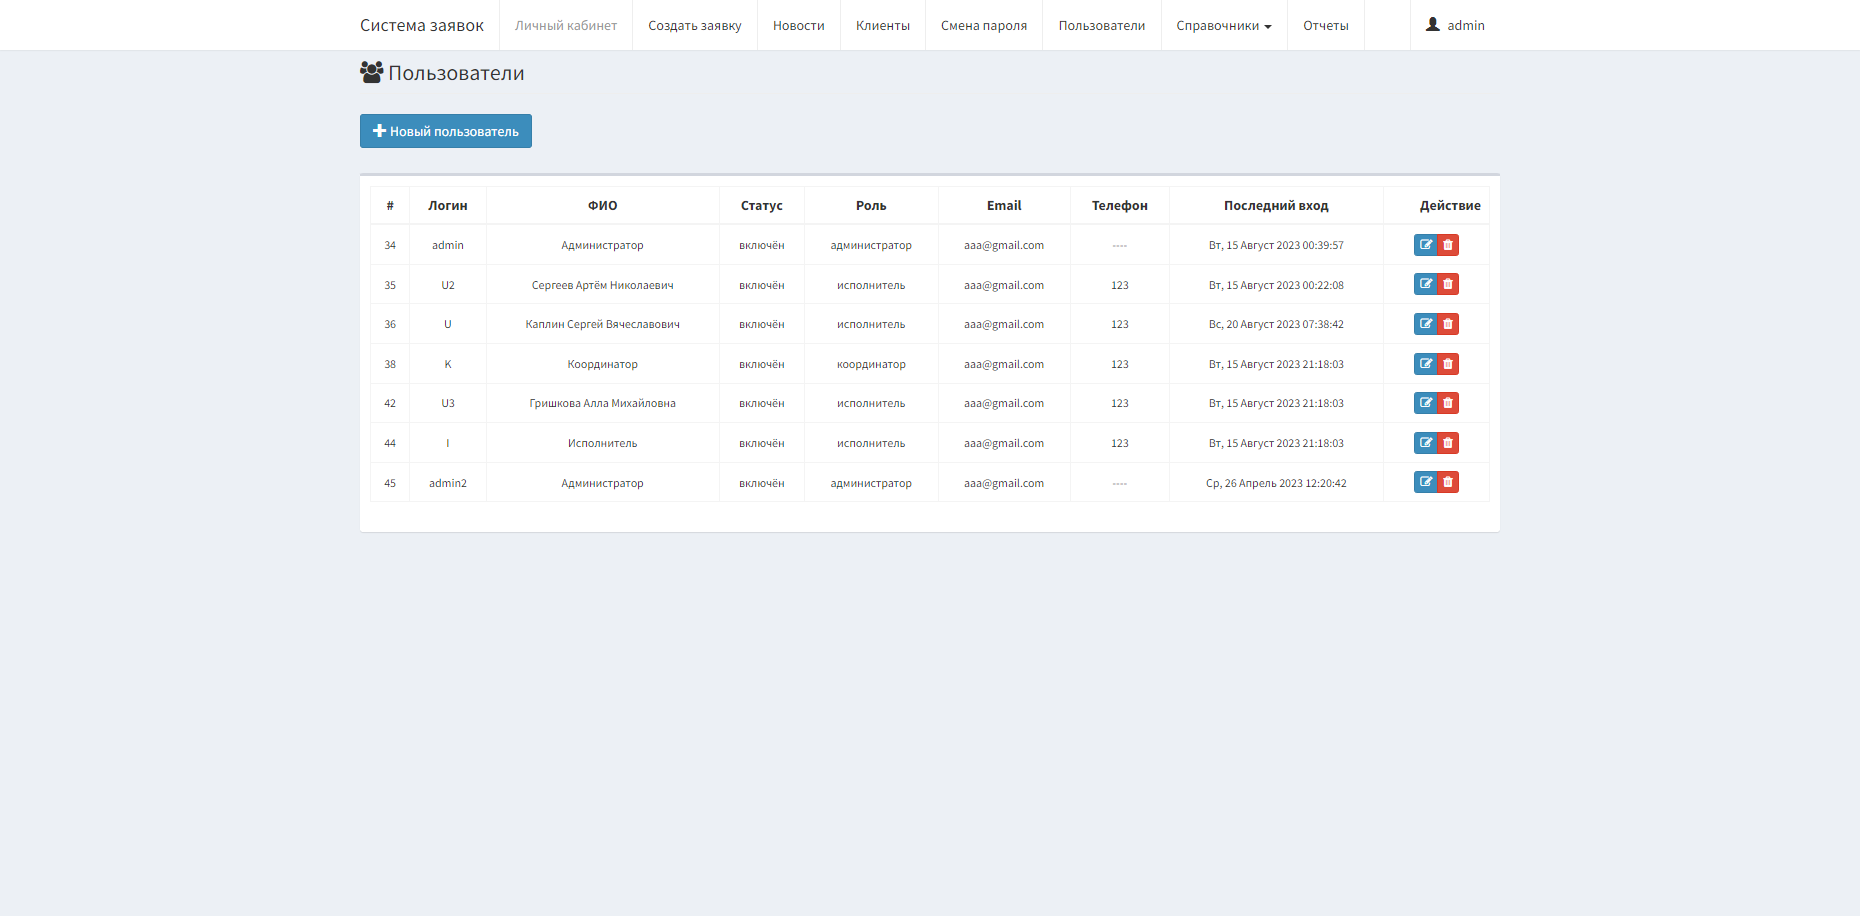 Система заявок Личный кабинет Создать заявку Новости Клиенты Смена пароля Пользователи Справочники Отчеты admin
Пользователи
Новый пользователь
# Логин ФИО Статус Роль Email Телефон Последний вход Действие
34 admin Администратор включён администратор aaa@gmail.com ---- Вт, 15 Август 2023 00:39:57
35 U2 Сергеев Артём Николаевич включён исполнитель aaa@gmail.com 123 Вт, 15 Август 2023 00:22:08
36 U Каплин Сергей Вячеславович включён исполнитель aaa@gmail.com 123 Вс, 20 Август 2023 07:38:42
38 K Координатор включён координатор aaa@gmail.com 123 Вт, 15 Август 2023 21:18:03
42 U3 Гришкова Алла Михайловна включён исполнитель aaa@gmail.com 123 Вт, 15 Август 2023 21:18:03
44 I Исполнитель включён исполнитель aaa@gmail.com 123 Вт, 15 Август 2023 21:18:03
45 admin2 Администратор включён администратор aaa@gmail.com ---- Ср, 26 Апрель 2023 12:20:42